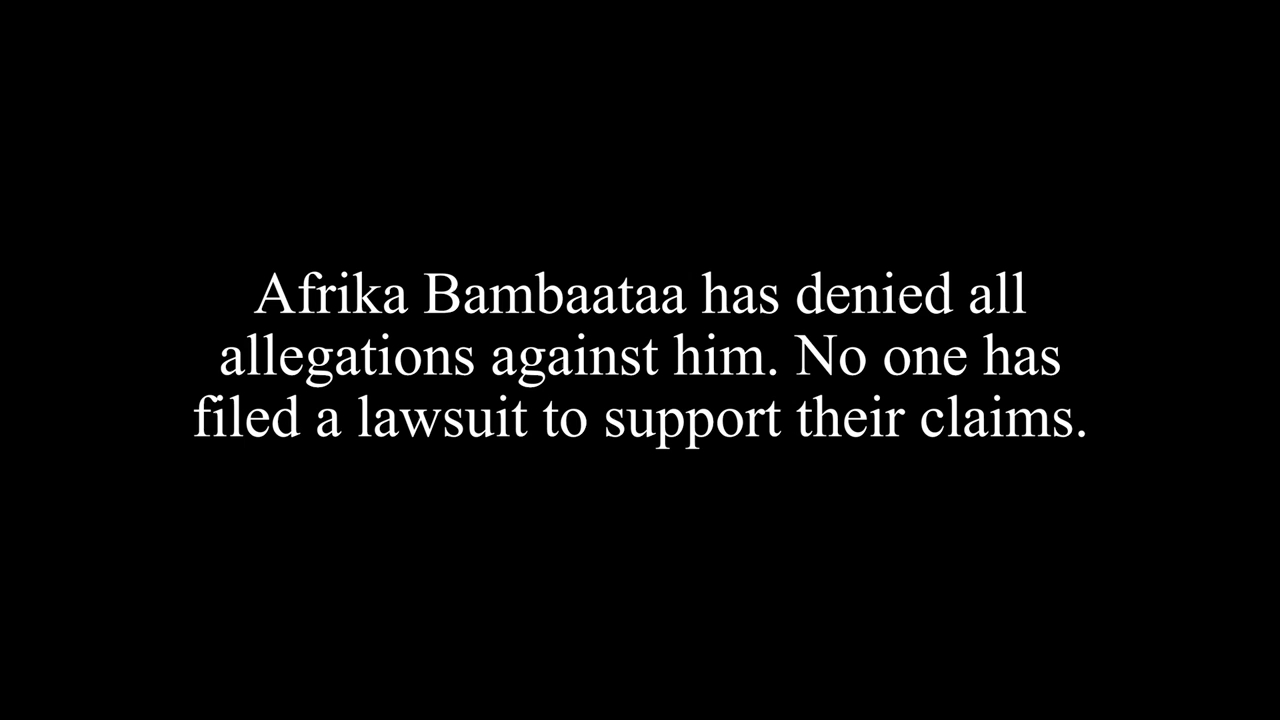 Afrika Bambaataa has denied all
allegations against him. No one has
filed a lawsuit to support their claims.